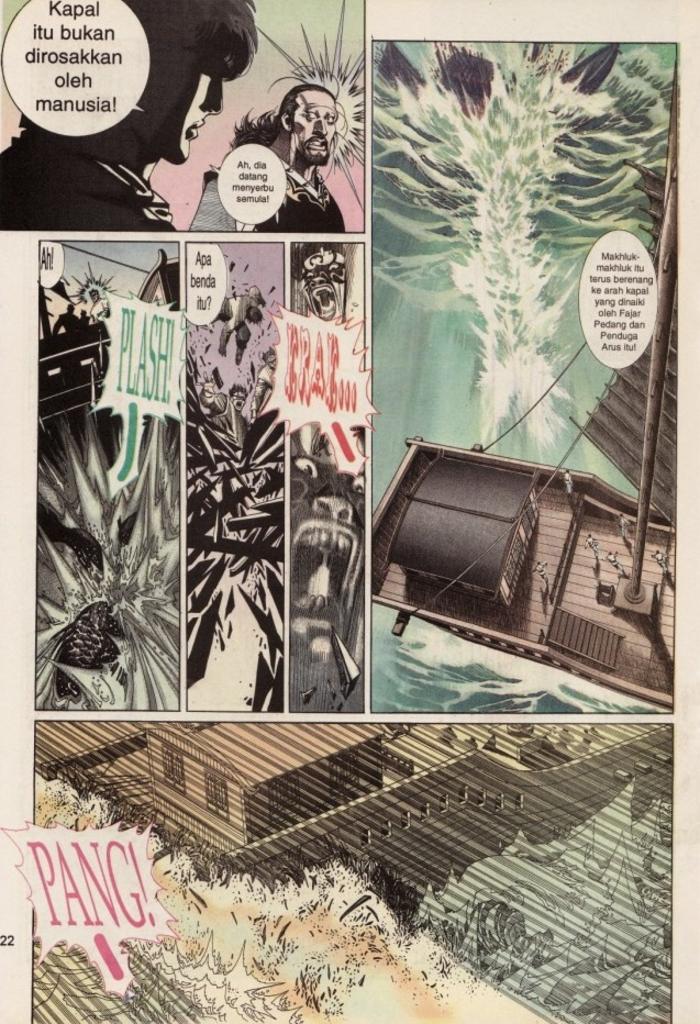 Kapal
itu bukan
dirosakkan
oleh
manusia!
Ah, dia
datang
menyerbu
semula!
Makhluk-
makhluk itu
terus berenang
ke arah kapal
yang dinaiki
oleh Fajar
Pedang dan
Penduga
Arus itu!
Ah!
PLASH!
Apa
benda
itu?
KRAK...
PANG!
22